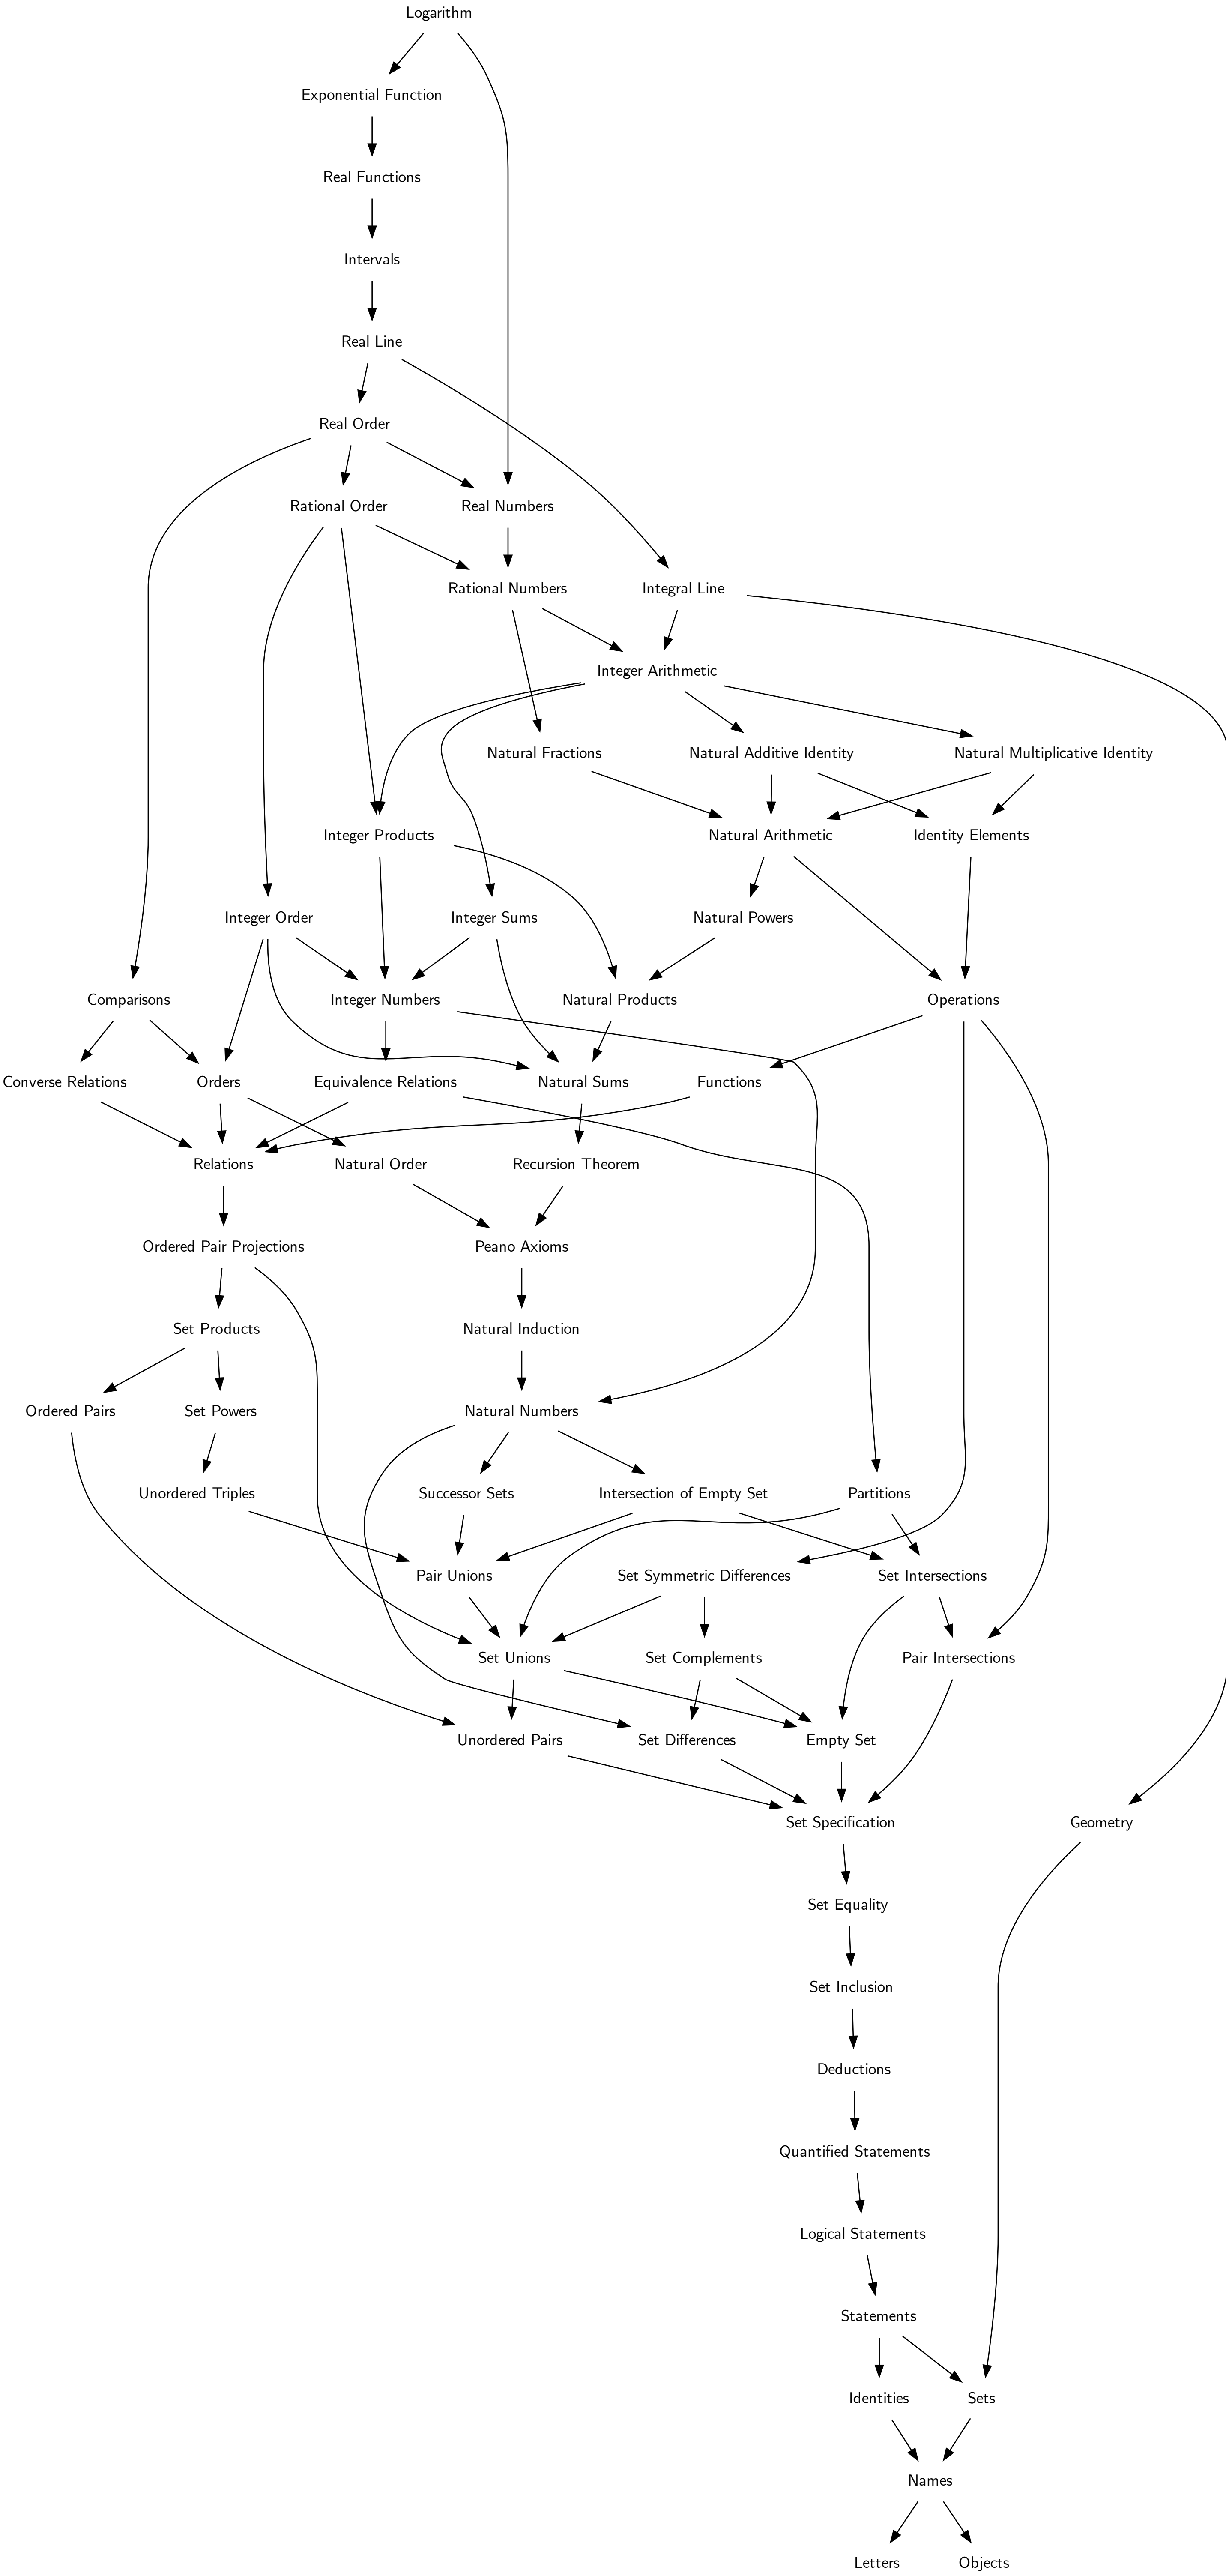 Logarithm
Exponential Function
Real Functions
Intervals
Real Line
Real Order
Rational Order
Real Numbers
Rational Numbers
Integral Line
Integer Arithmetic
Natural Fractions
Natural Additive Identity
Natural Multiplicative Identity
Integer Products
Natural Arithmetic
Identity Elements
Integer Order
Integer Sums
Natural Powers
Comparisons
Integer Numbers
Natural Products
Operations
Converse Relations
Orders
Equivalence Relations
Natural Sums
Functions
Relations
Natural Order
Recursion Theorem
Ordered Pair Projections
Peano Axioms
Set Products
Natural Induction
Ordered Pairs
Set Powers
Natural Numbers
Unordered Triples
Successor Sets
Intersection of Empty Set
Partitions
Pair Unions
Set Symmetric Differences
Set Intersections
Set Unions
Set Complements
Pair Intersections
Unordered Pairs
Set Differences
Empty Set
Set Specification
Geometry
Set Equality
Set Inclusion
Deductions
Quantified Statements
Logical Statements
Statements
Identities
Sets
Names
Letters
Objects